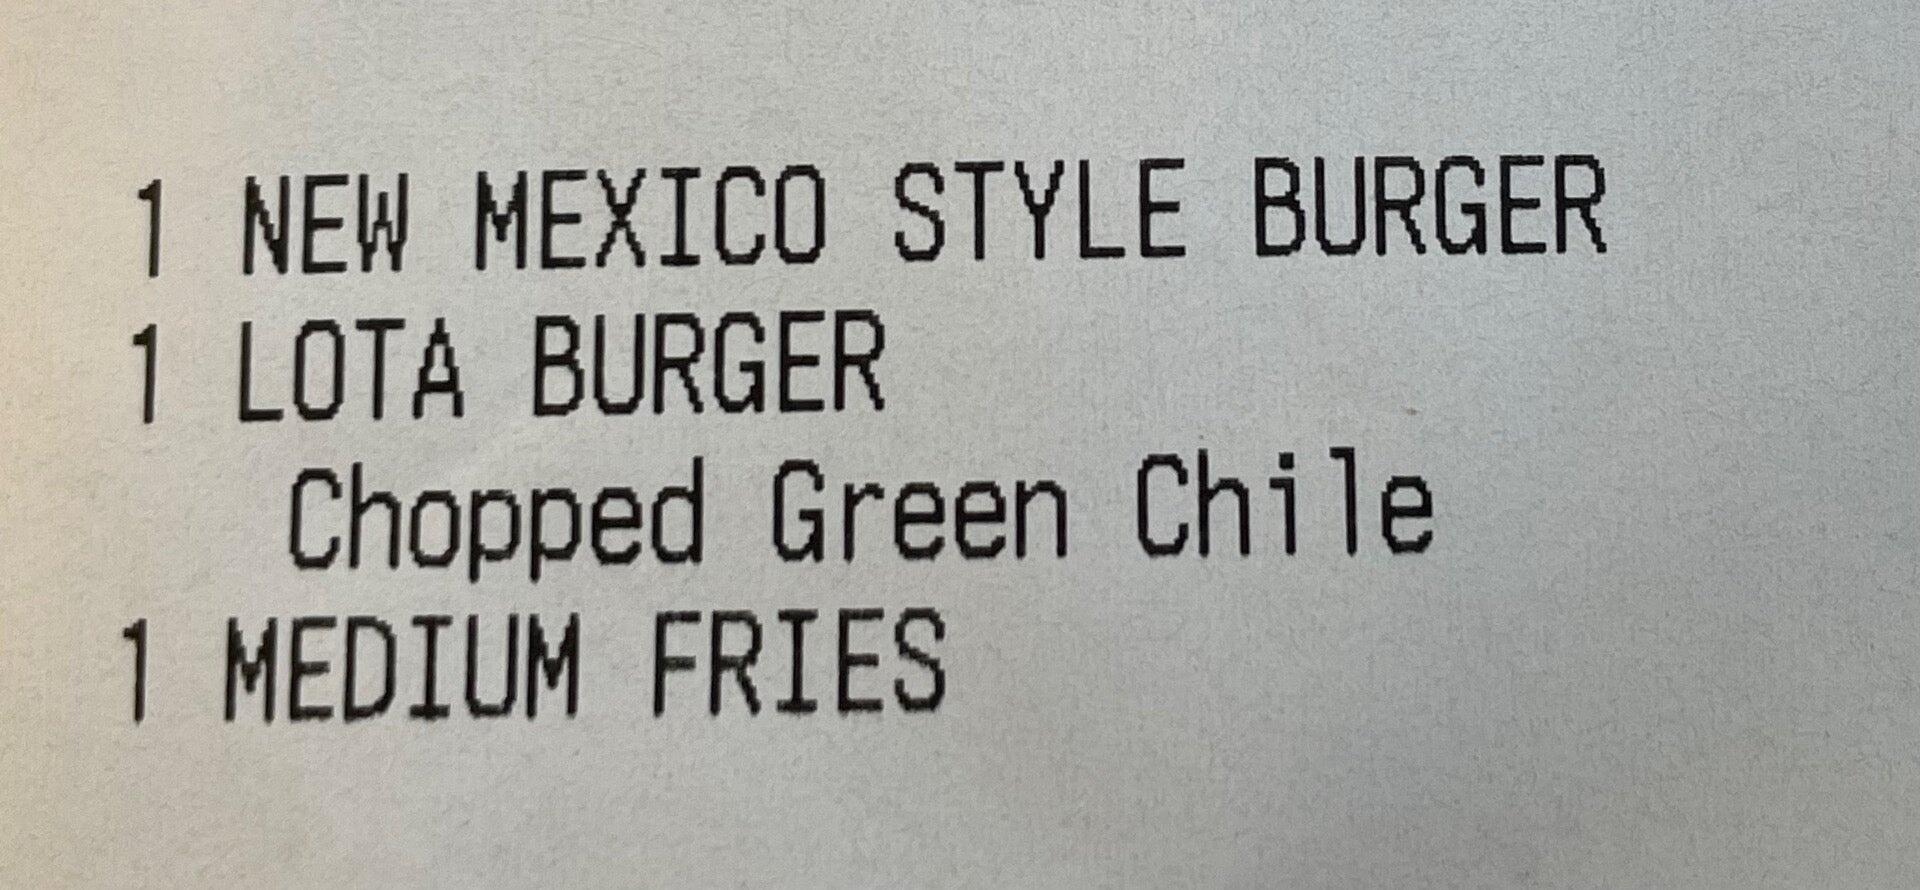 1 NEW MEXICO STYLE BURGER
1 LOTA BURGER
Chopped Green Chile
1 MEDIUM FRIES